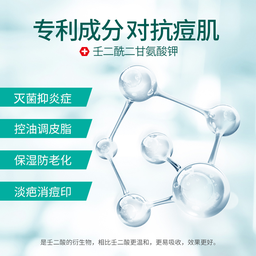 专利成分 对抗痘肌
壬二酰二甘氨酸钾
灭菌抑炎症
控油调皮脂
保湿防老化
淡疤消痘印
是壬二酸的衍生物，相比壬二酸更温和，更易吸收，效果更好。